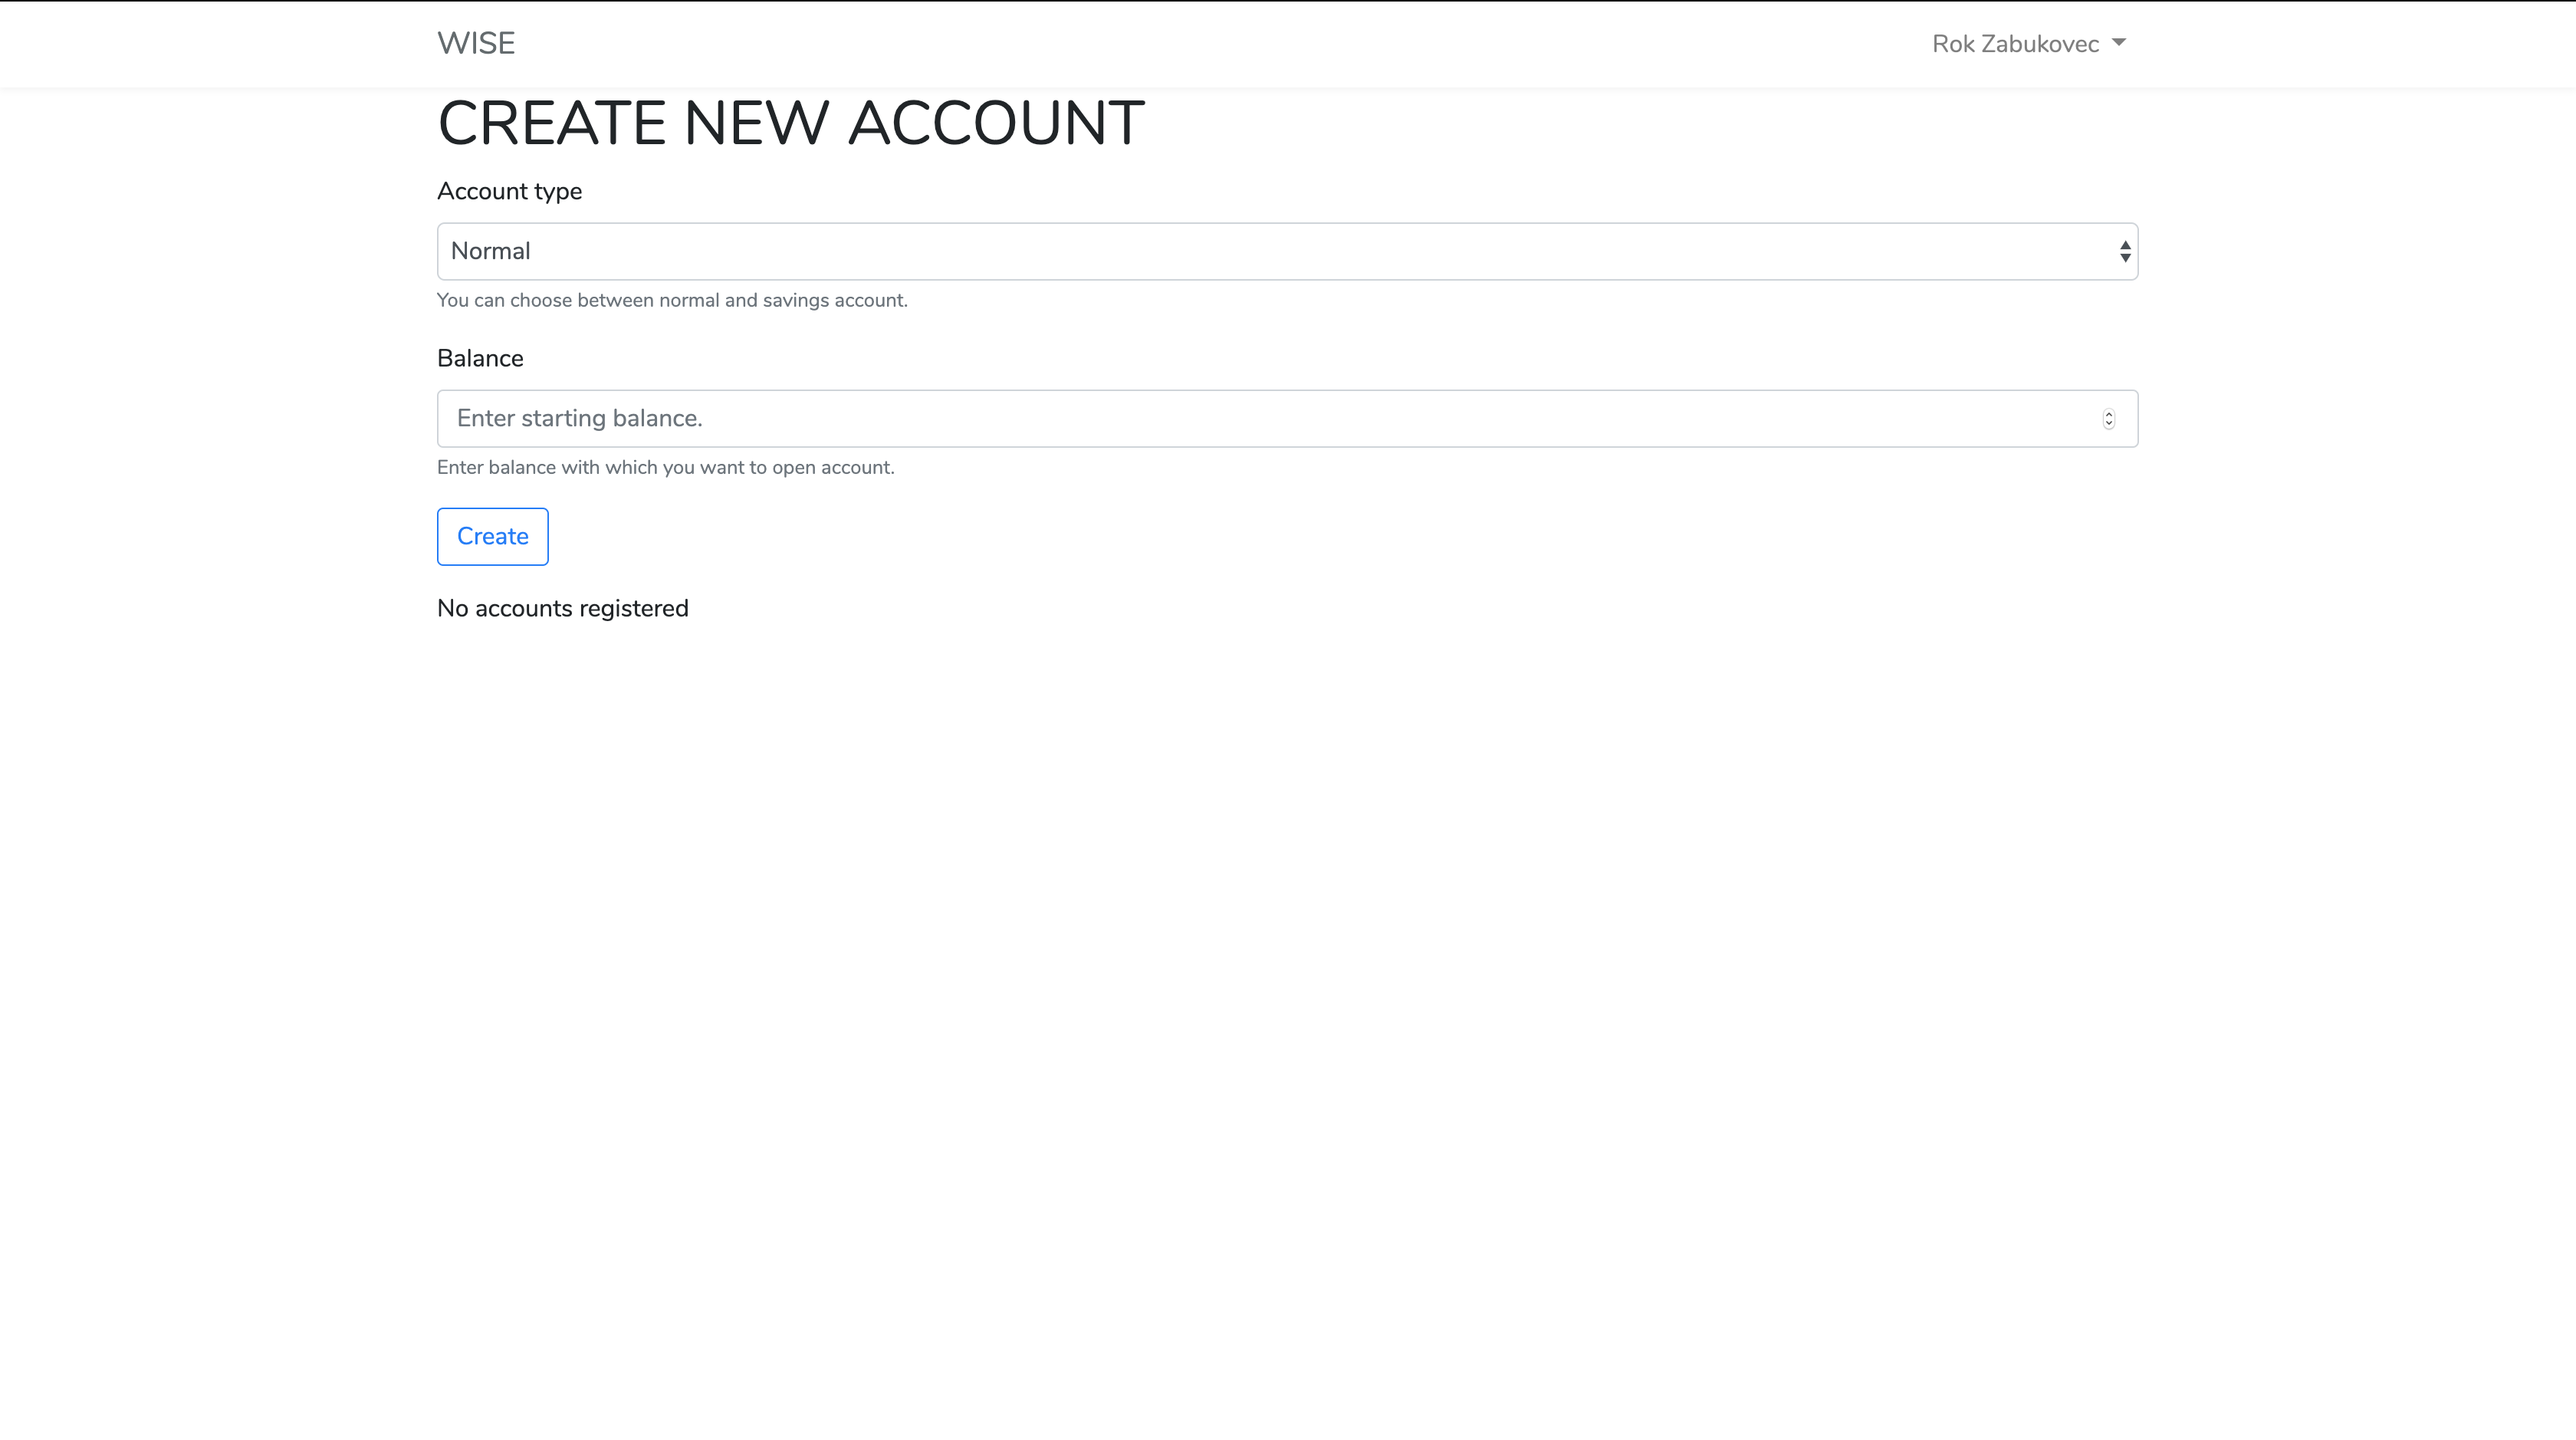 WISE
Rok Zabukovec
CREATE NEW ACCOUNT
Account type
Normal
You can choose between normal and savings account.
Balance
Enter starting balance.
Enter balance with which you want to open account.
Create
No accounts registered